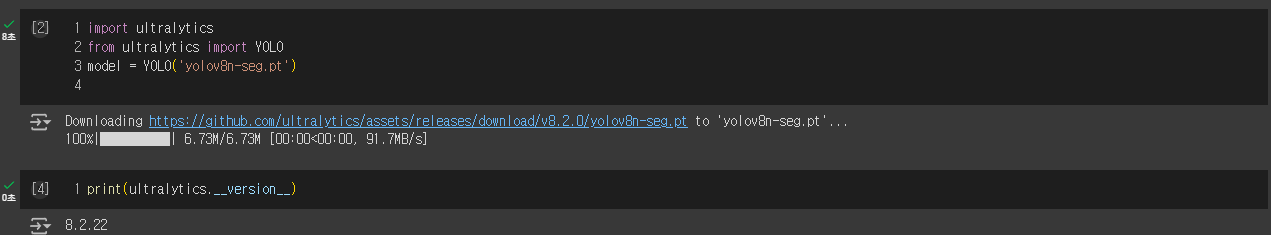 8초
[2]
1 import ultralytics
2 from ultralytics import YOLO
3 model = YOLO('yolov8n-seg.pt')
4
Downloading https://github.com/ultralytics/assets/releases/download/v8.2.0/yolov8n-seg.pt to 'yolov8n-seg.pt'...
100%|██████████| 6.73M/6.73M [00:00<00:00, 91.7MB/s]
0초
[4]
1 print(ultralytics.__version__)
8.2.22